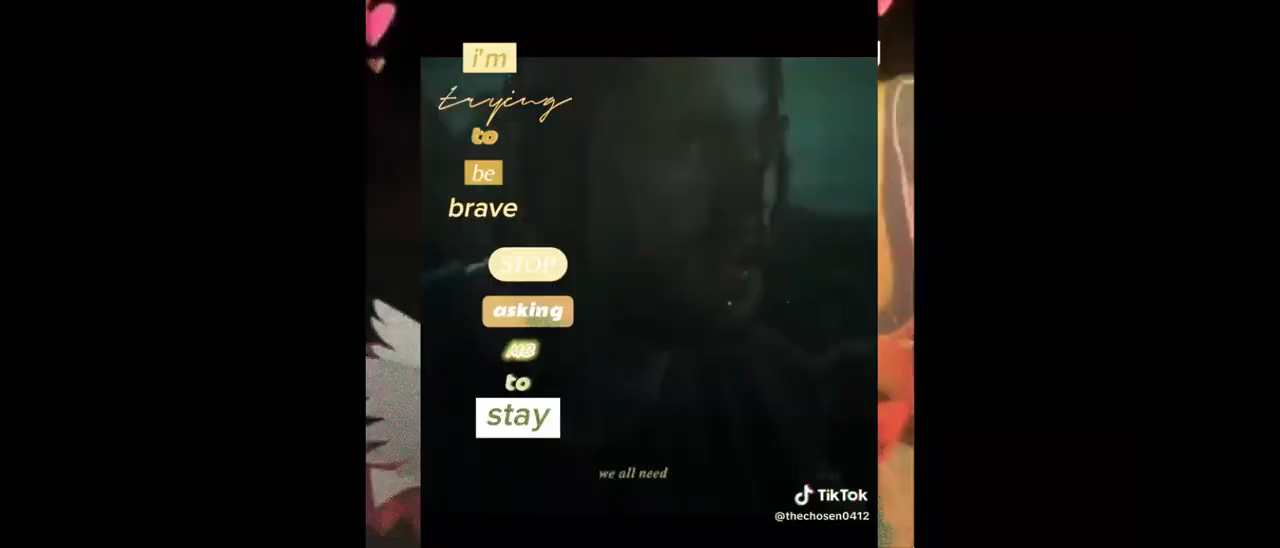 i'm
trying
to
be
brave
STOP
asking
ME
to
stay
we all need
TikTok
@thechosen0412